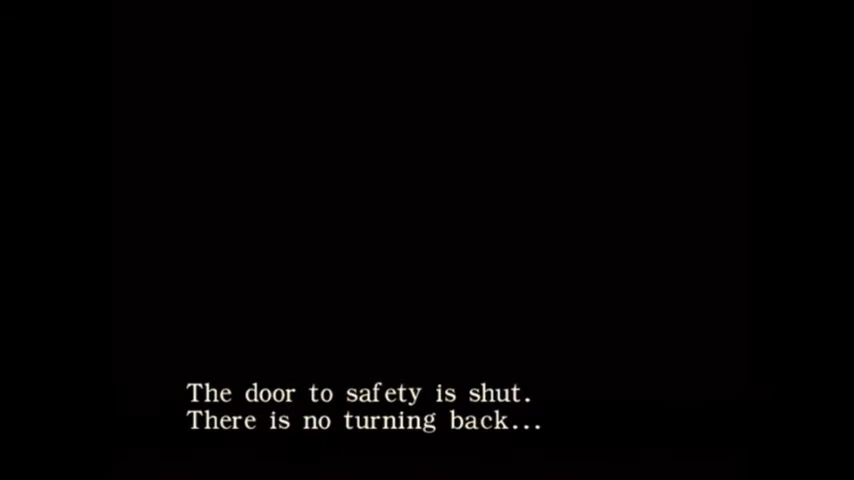 The door to safety is shut.
There is no turning back...